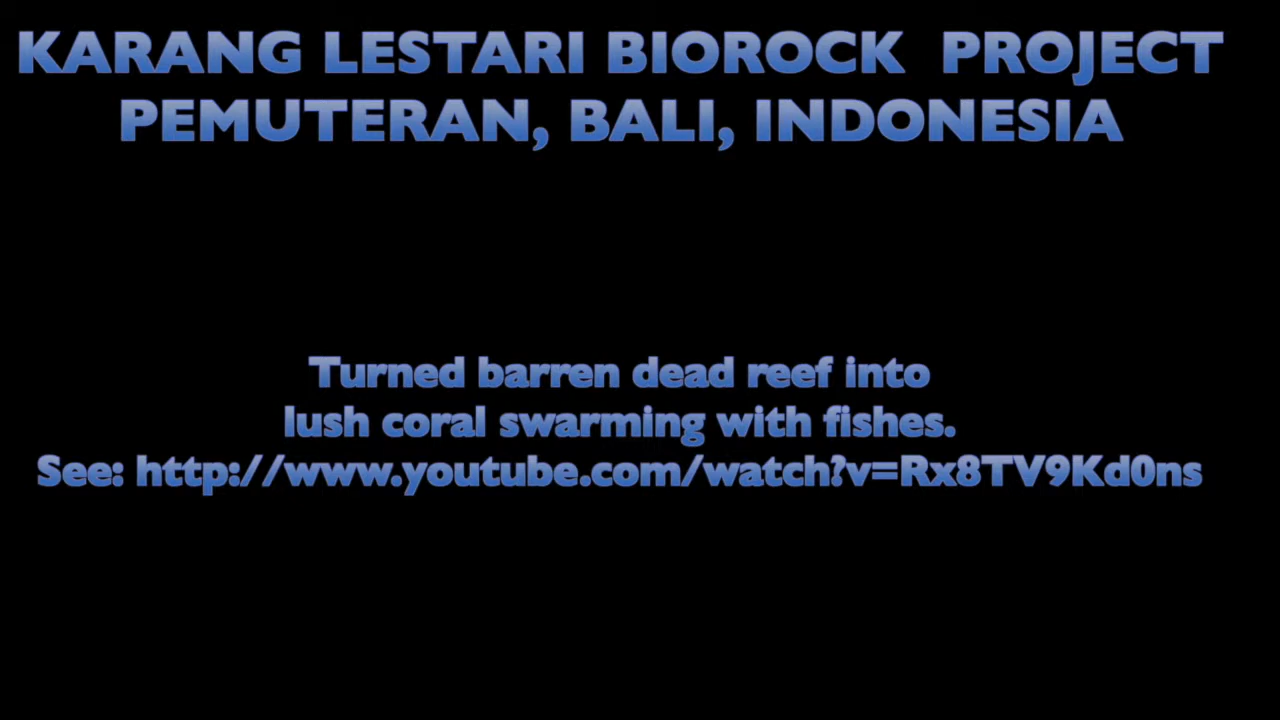 KARANG LESTARI BIOROCK  PROJECT
PEMUTERAN, BALI, INDONESIA
Turned barren dead reef into
lush coral swarming with fishes.
See: http://www.youtube.com/watch?v=Rx8TV9Kd0ns